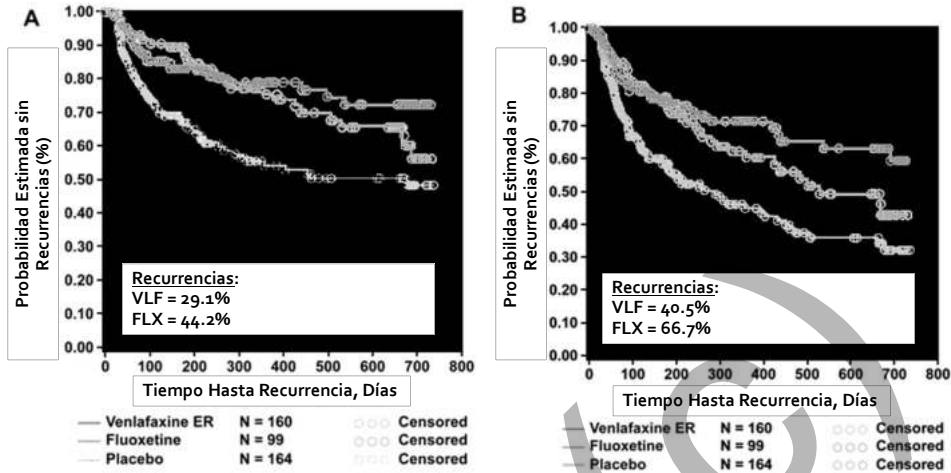 A
1.00
0.90
0.80
0.70
0.60
0.50
0.40
0.30
0.20
0.10
0.00
Probabilidad Estimada sin
Recurrencias (%)
Recurrencias:
VLF = 29.1%
FLX = 44.2%
0 100 200 300 400 500 600 700 800
Tiempo Hasta Recurrencia, Días
Venlafaxine ER N = 160 Censored
Fluoxetine N = 99 Censored
Placebo N = 164 Censored
B
1.00
0.90
0.80
0.70
0.60
0.50
0.40
0.30
0.20
0.10
0.00
Probabilidad Estimada sin
Recurrencias (%)
Recurrencias:
VLF = 40.5%
FLX = 66.7%
0 100 200 300 400 500 600 700 800
Tiempo Hasta Recurrencia, Días
Venlafaxine ER N = 160 Censored
Fluoxetine N = 99 Censored
Placebo N = 164 Censored